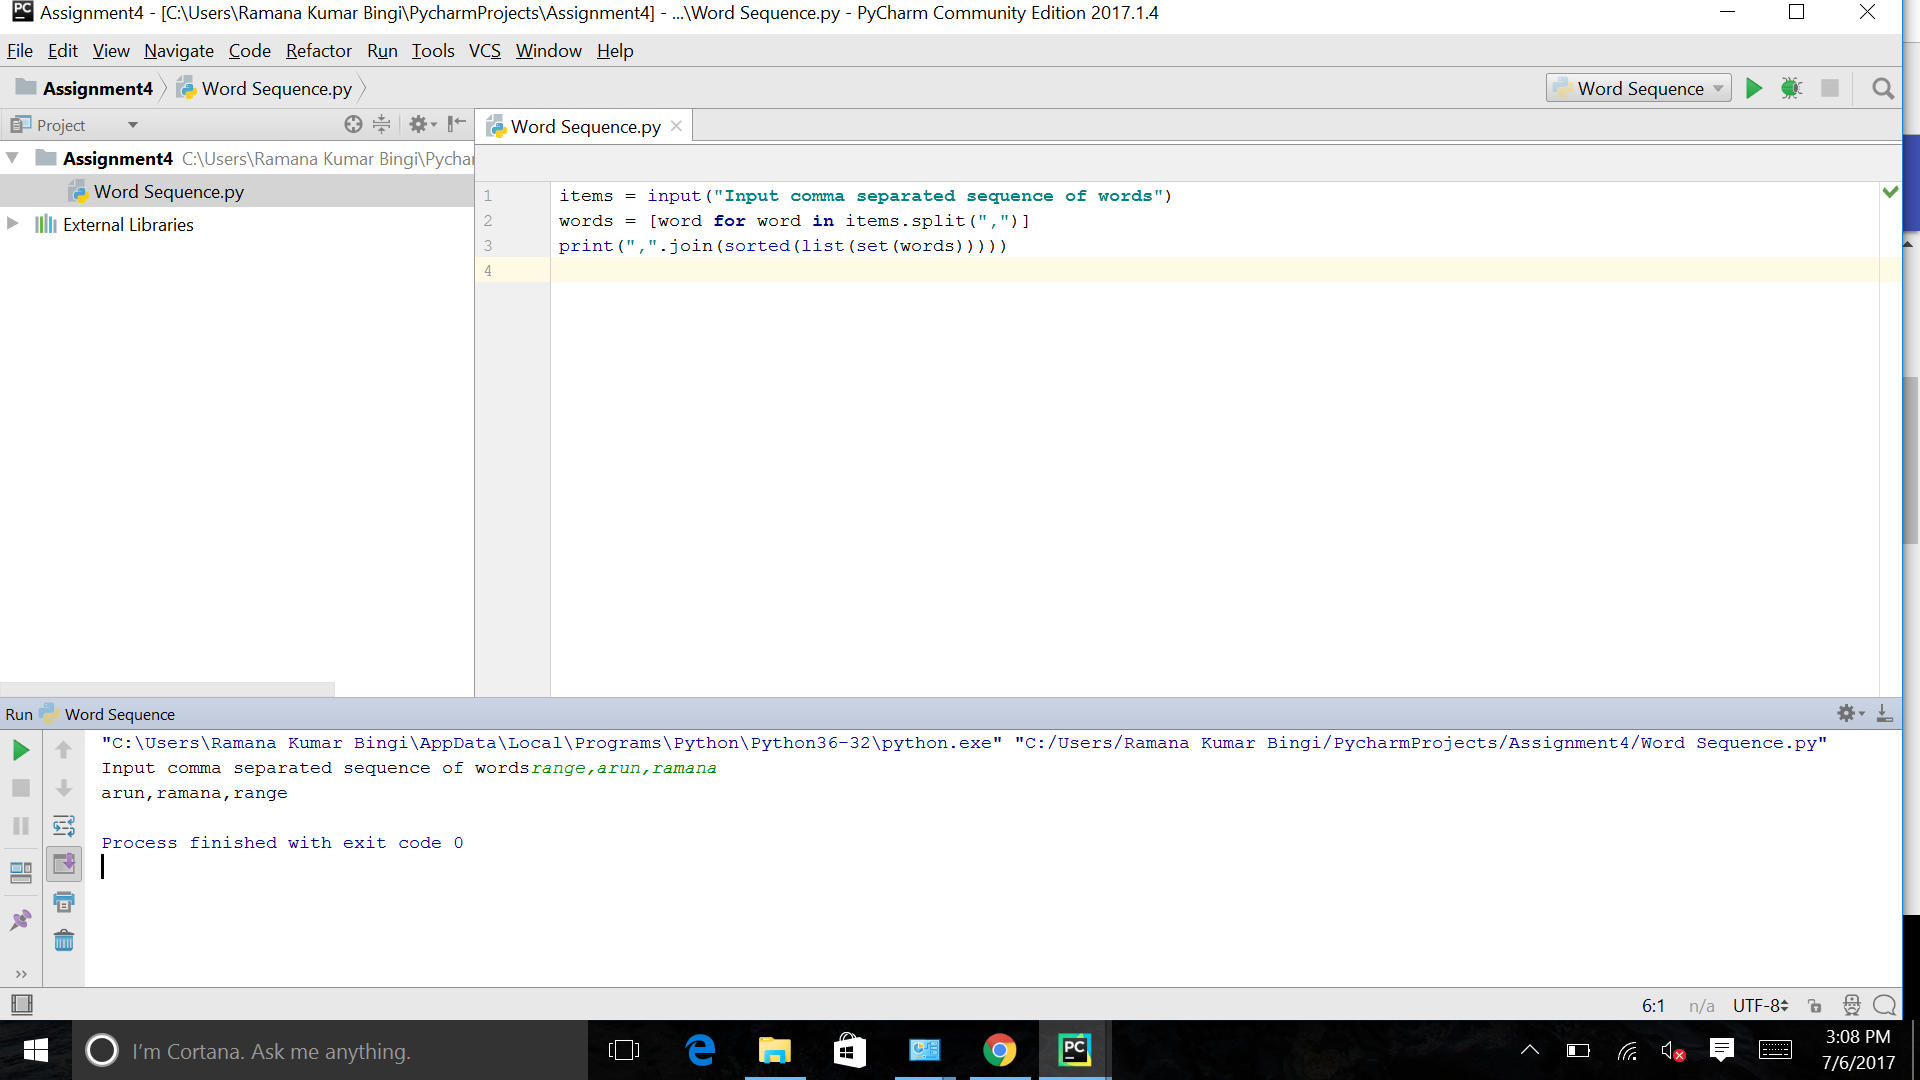 PC Assignment4 - [C:\Users\Ramana Kumar Bingi\PycharmProjects\Assignment4] - ...\Word Sequence.py - PyCharm Community Edition 2017.1.4
File Edit View Navigate Code Refactor Run Tools VCS Window Help
Assignment4 Word Sequence.py Word Sequence
Project Word Sequence.py
Assignment4 C:\Users\Ramana Kumar Bingi\Pychar
Word Sequence.py
External Libraries
1 items = input("Input comma separated sequence of words")
2 words = [word for word in items.split(",")]
3 print(",".join(sorted(list(set(words)))))
4
Run Word Sequence
"C:\Users\Ramana Kumar Bingi\AppData\Local\Programs\Python\Python36-32\python.exe" "C:/Users/Ramana Kumar Bingi/PycharmProjects/Assignment4/Word Sequence.py"
Input comma separated sequence of wordsrange,arun,ramana
arun,ramana,range
Process finished with exit code 0
6:1 n/a UTF-8
I'm Cortana. Ask me anything.
PC
3:08 PM
7/6/2017